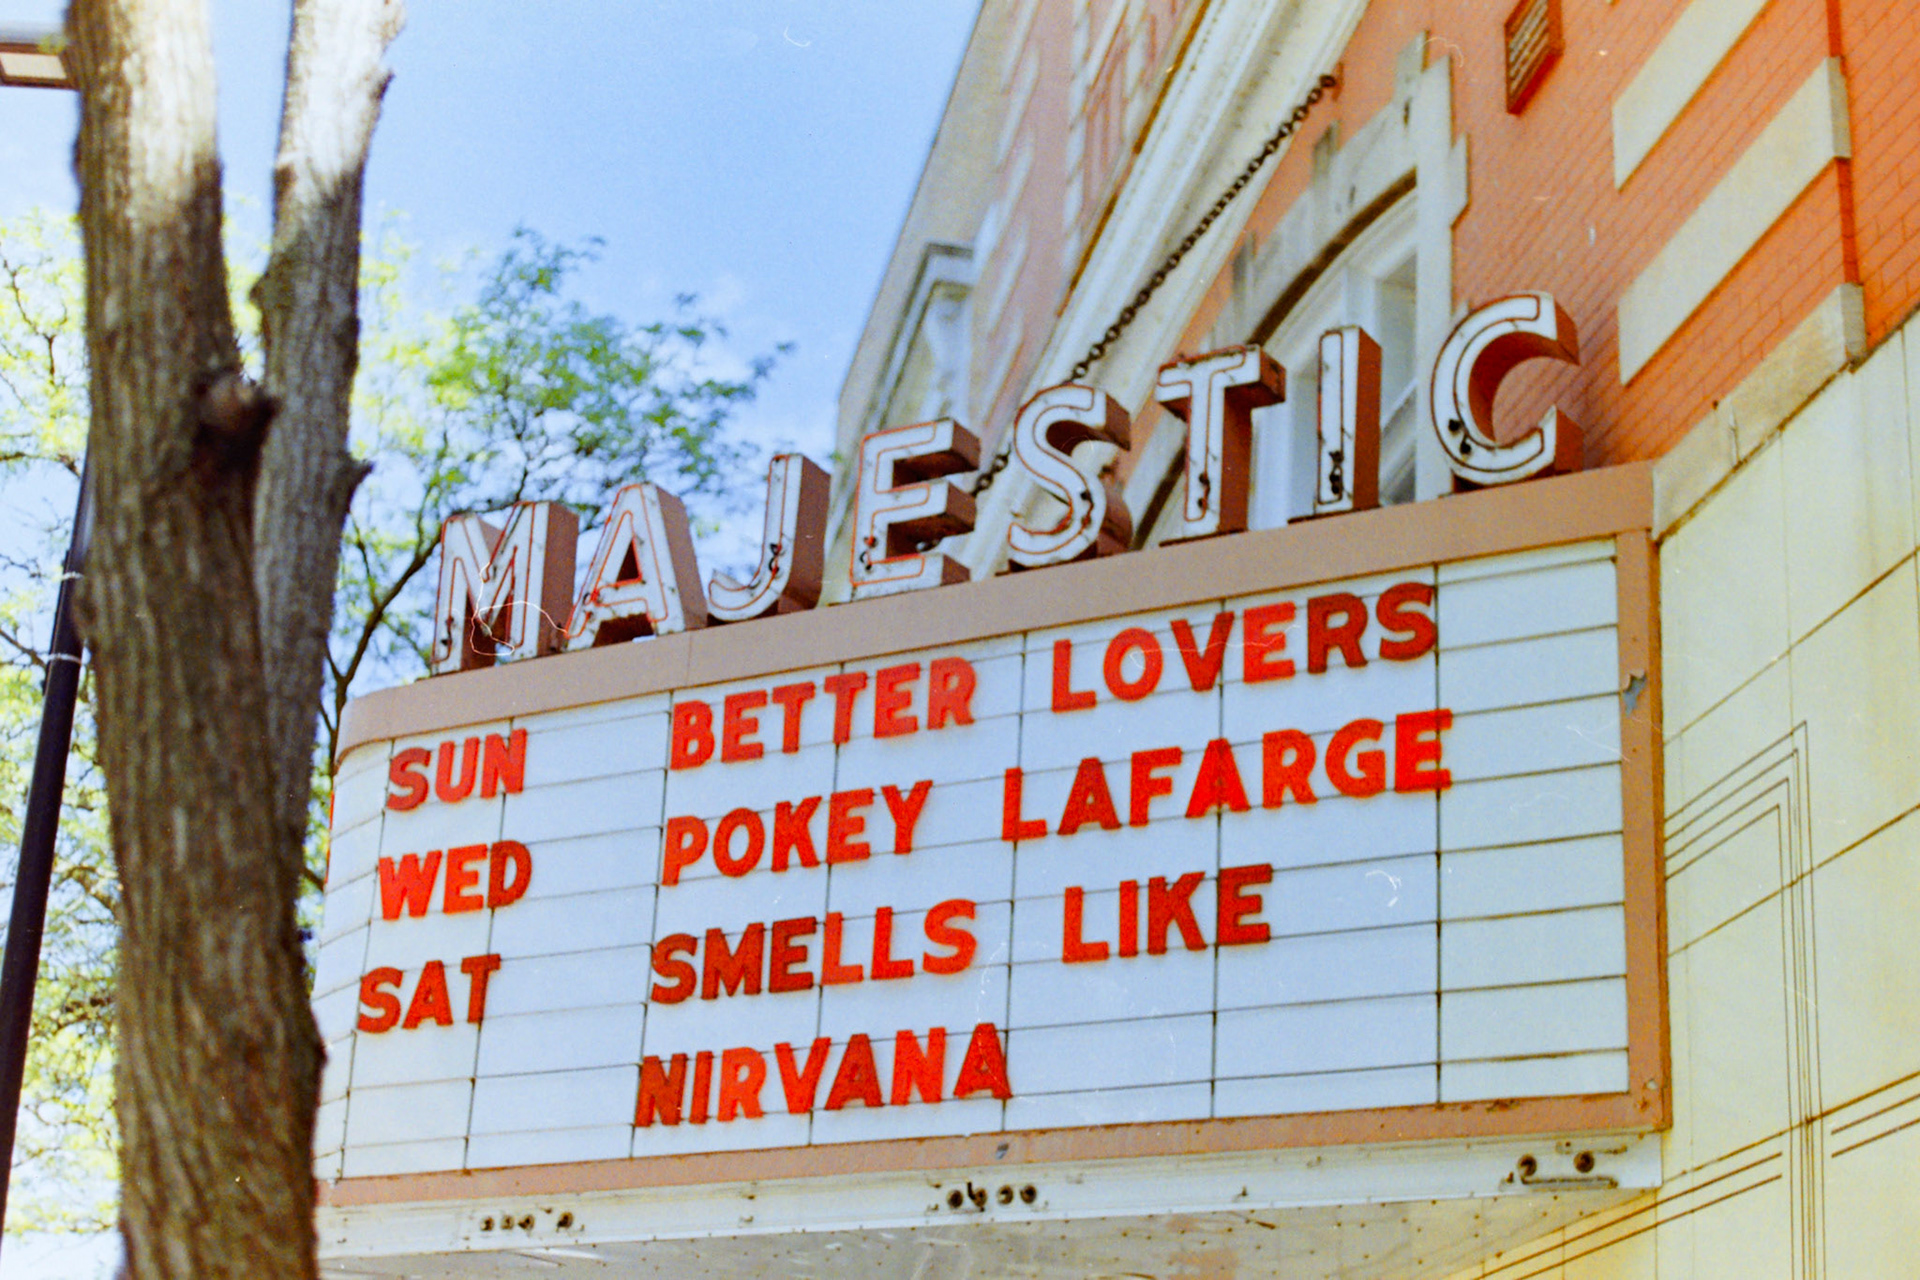 MAJESTIC
SUN BETTER LOVERS
WED POKEY LAFARGE
SAT SMELLS LIKE
NIRVANA